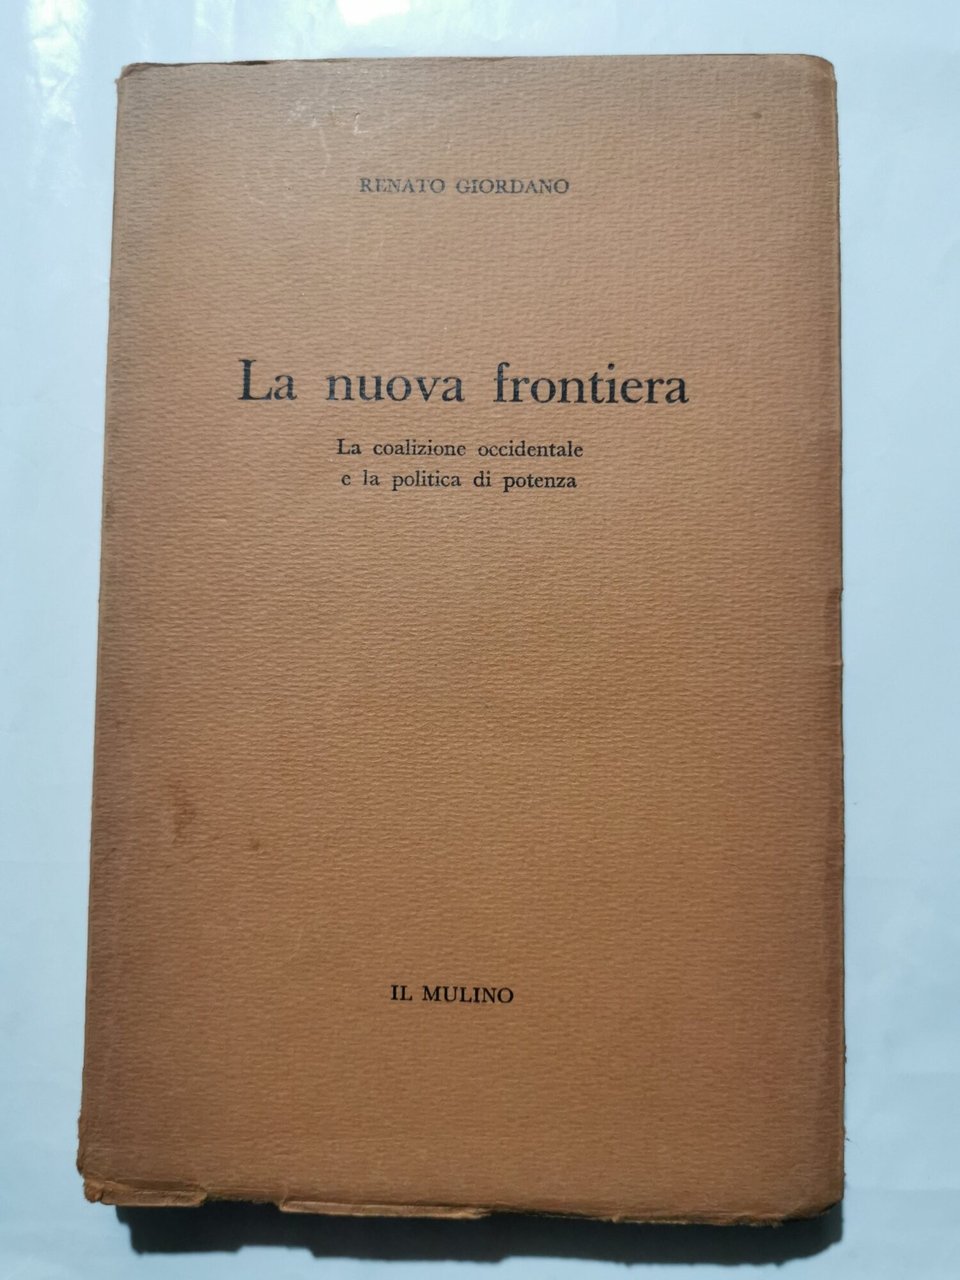 RENATO GIORDANO
La nuova frontiera
La coalizione occidentale
e la politica di potenza
IL MULINO